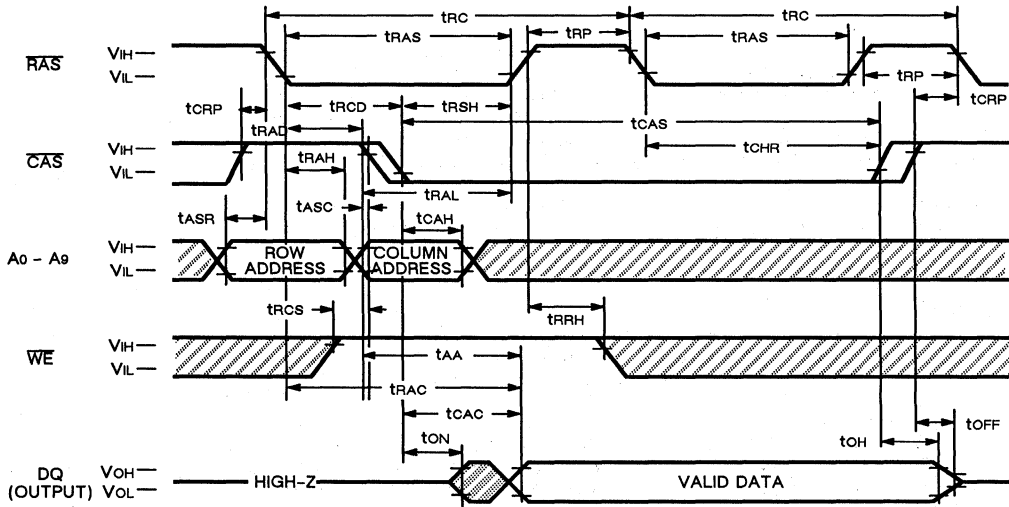 tRC tRC
tRAS tRP tRAS
RAS VIH
VIL
tRP
tCRP tRCD tRSH tCRP
tRAD tCAS
CAS VIH
VIL
tRAH tCHR
tRAL
tASR tASC tCAH
A0 - A9 VIH
VIL
ROW ADDRESS
COLUMN ADDRESS
tRCS tRRH
WE VIH
VIL
tAA
tRAC
tCAC
tON tOH tOFF
DQ (OUTPUT) VOH
VOL
HIGH-Z VALID DATA